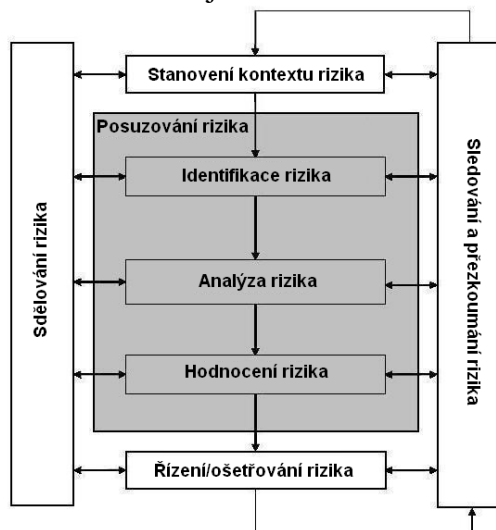 Stanovení kontextu rizika
Posuzování rizika
Identifikace rizika
Analýza rizika
Hodnocení rizika
Řízení/ošetřování rizika
Sdělování rizika
Sledování a přezkoumání rizika